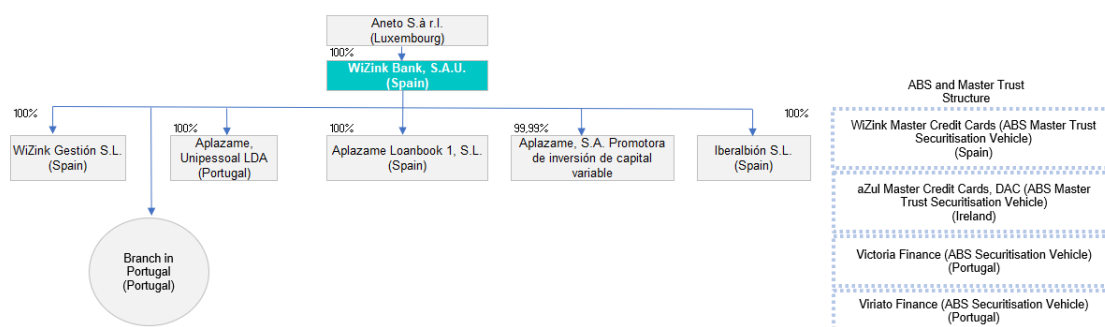 Aneto S.à r.l.
(Luxembourg)
100%
WiZink Bank, S.A.U.
(Spain)
100%
WiZink Gestión S.L.
(Spain)
100%
Aplazame,
Unipessoal LDA
(Portugal)
100%
Aplazame Loanbook 1, S.L.
(Spain)
99,99%
Aplazame, S.A. Promotora
de inversión de capital
variable
100%
Iberalbión S.L.
(Spain)
Branch in
Portugal
(Portugal)
ABS and Master Trust
Structure
WiZink Master Credit Cards (ABS Master Trust
Securitisation Vehicle)
(Spain)
aZul Master Credit Cards, DAC (ABS Master
Trust Securitisation Vehicle)
(Ireland)
Victoria Finance (ABS Securitisation Vehicle)
(Portugal)
Viriato Finance (ABS Securitisation Vehicle)
(Portugal)